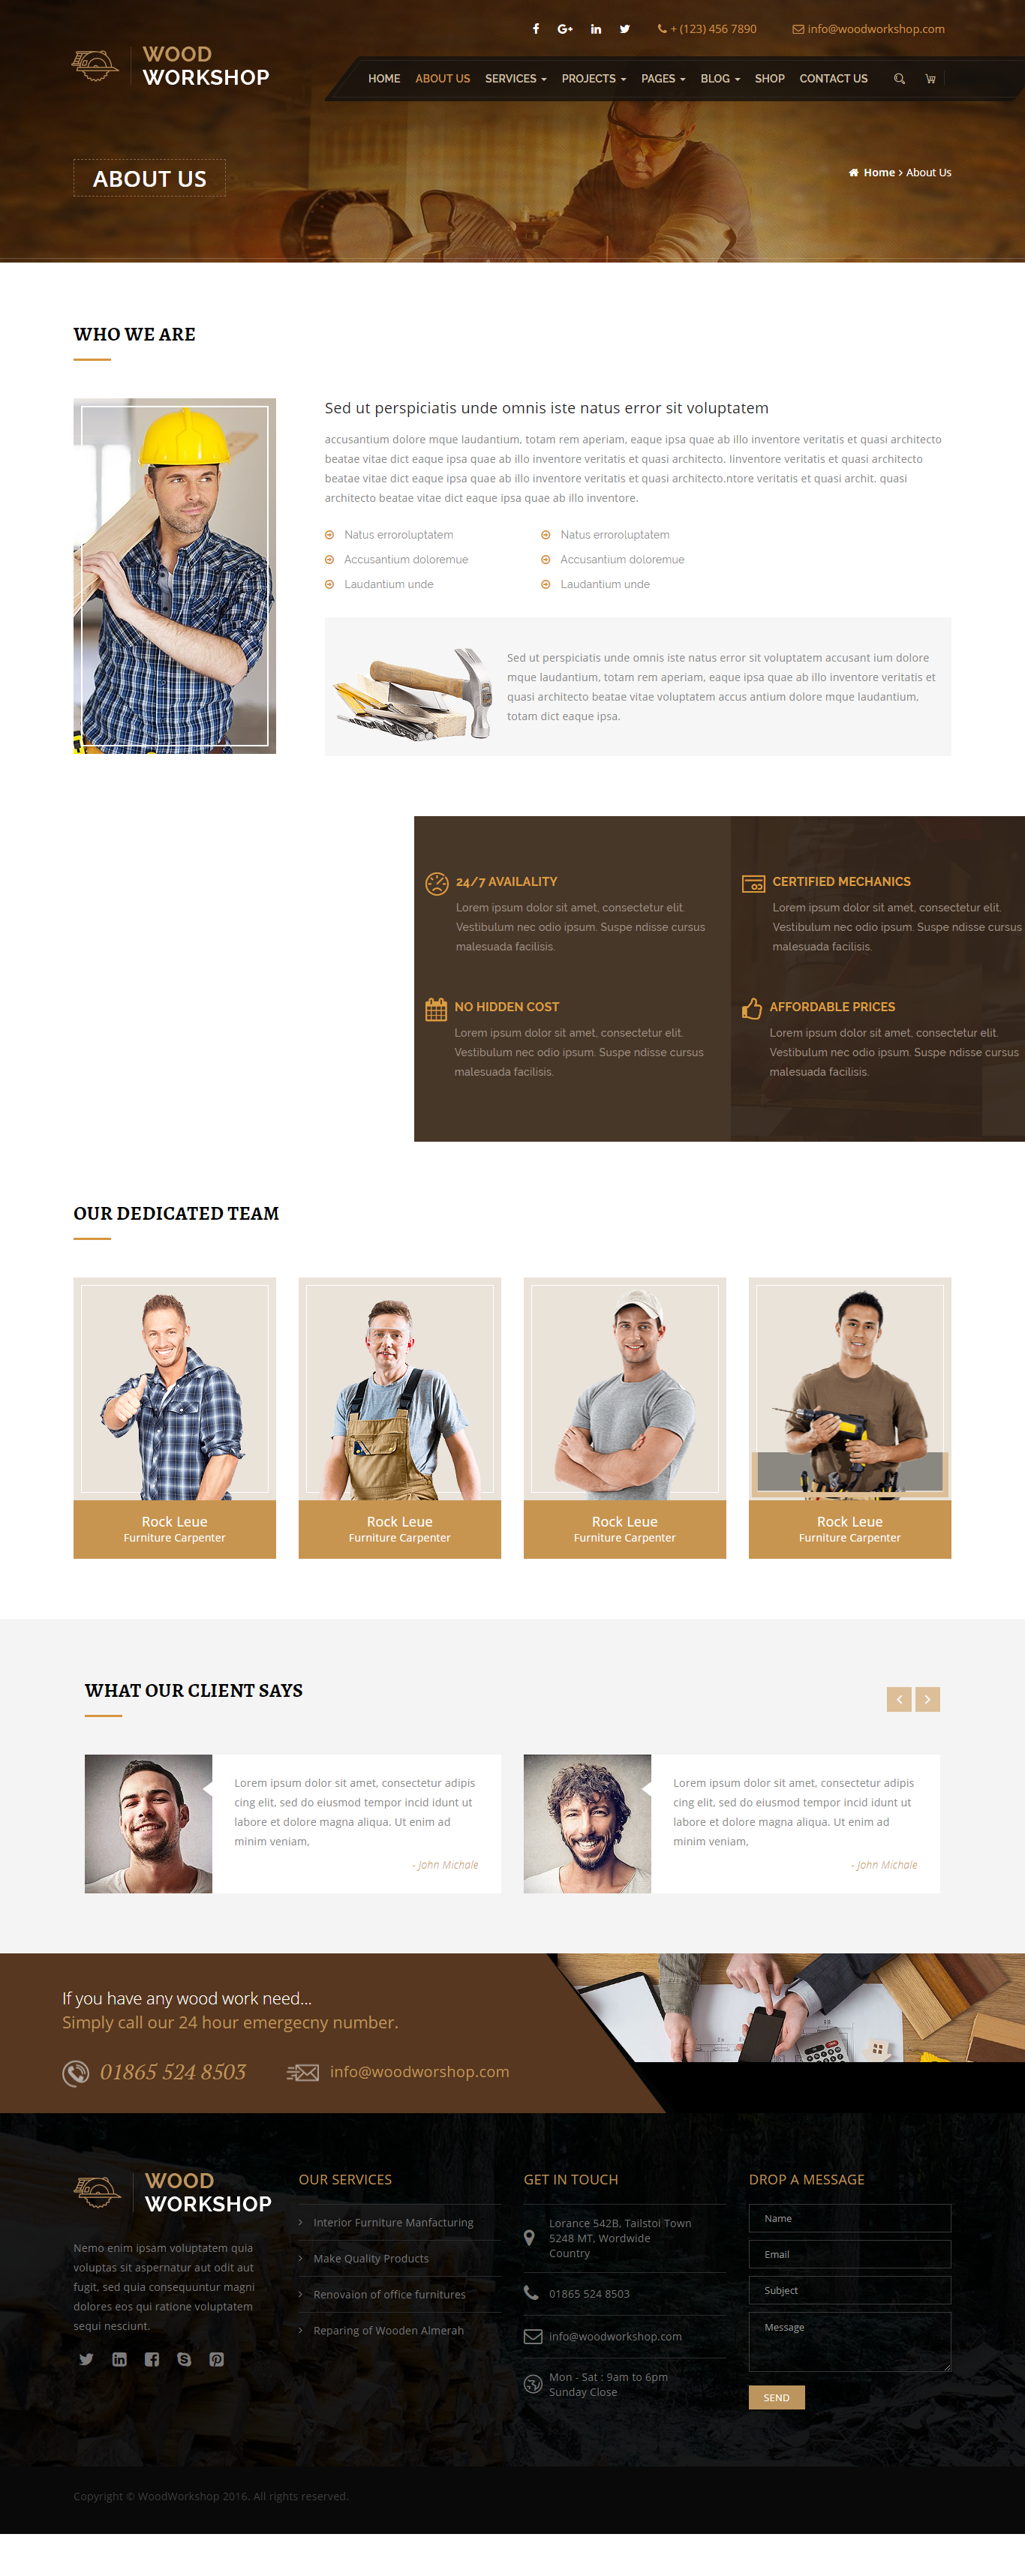 + (123) 456 7890
info@woodworkshop.com
WOOD
WORKSHOP
HOME ABOUT US SERVICES PROJECTS PAGES BLOG SHOP CONTACT US
ABOUT US
Home > About Us
WHO WE ARE
Sed ut perspiciatis unde omnis iste natus error sit voluptatem
accusantium dolore mque laudantium, totam rem aperiam, eaque ipsa quae ab illo inventore veritatis et quasi architecto
beatae vitae dict eaque ipsa quae ab illo inventore veritatis et quasi architecto. Iinventore veritatis et quasi architecto
beatae vitae dict eaque ipsa quae ab illo inventore veritatis et quasi architecto.ntore veritatis et quasi archit. quasi
architecto beatae vitae dict eaque ipsa quae ab illo inventore.
Natus erroroluptatem
Natus erroroluptatem
Accusantium doloremue
Accusantium doloremue
Laudantium unde
Laudantium unde
Sed ut perspiciatis unde omnis iste natus error sit voluptatem accusant ium dolore
mque laudantium, totam rem aperiam, eaque ipsa quae ab illo inventore veritatis et
quasi architecto beatae vitae voluptatem accus antium dolore mque laudantium,
totam dict eaque ipsa.
24/7 AVAILALITY
Lorem ipsum dolor sit amet, consectetur elit.
Vestibulum nec odio ipsum. Suspe ndisse cursus
malesuada facilisis.
CERTIFIED MECHANICS
Lorem ipsum dolor sit amet, consectetur elit.
Vestibulum nec odio ipsum. Suspe ndisse cursus
malesuada facilisis.
NO HIDDEN COST
Lorem ipsum dolor sit amet, consectetur elit.
Vestibulum nec odio ipsum. Suspe ndisse cursus
malesuada facilisis.
AFFORDABLE PRICES
Lorem ipsum dolor sit amet, consectetur elit.
Vestibulum nec odio ipsum. Suspe ndisse cursus
malesuada facilisis.
OUR DEDICATED TEAM
Rock Leue
Furniture Carpenter
Rock Leue
Furniture Carpenter
Rock Leue
Furniture Carpenter
Rock Leue
Furniture Carpenter
WHAT OUR CLIENT SAYS
Lorem ipsum dolor sit amet, consectetur adipis
cing elit, sed do eiusmod tempor incid idunt ut
labore et dolore magna aliqua. Ut enim ad
minim veniam,
- John Michale
Lorem ipsum dolor sit amet, consectetur adipis
cing elit, sed do eiusmod tempor incid idunt ut
labore et dolore magna aliqua. Ut enim ad
minim veniam,
- John Michale
If you have any wood work need...
Simply call our 24 hour emergecny number.
01865 524 8503
info@woodworshop.com
WOOD
WORKSHOP
Nemo enim ipsam voluptatem quia
voluptas sit aspernatur aut odit aut
fugit, sed quia consequuntur magni
dolores eos qui ratione voluptatem
sequi nesciunt.
OUR SERVICES
Interior Furniture Manfacturing
Make Quality Products
Renovaion of office furnitures
Reparing of Wooden Almerah
GET IN TOUCH
Lorance 542B, Tailstoi Town
5248 MT, Wordwide
Country
01865 524 8503
info@woodworkshop.com
Mon - Sat : 9am to 6pm
Sunday Close
DROP A MESSAGE
Name
Email
Subject
Message
SEND
Copyright © WoodWorkshop 2016. All rights reserved.